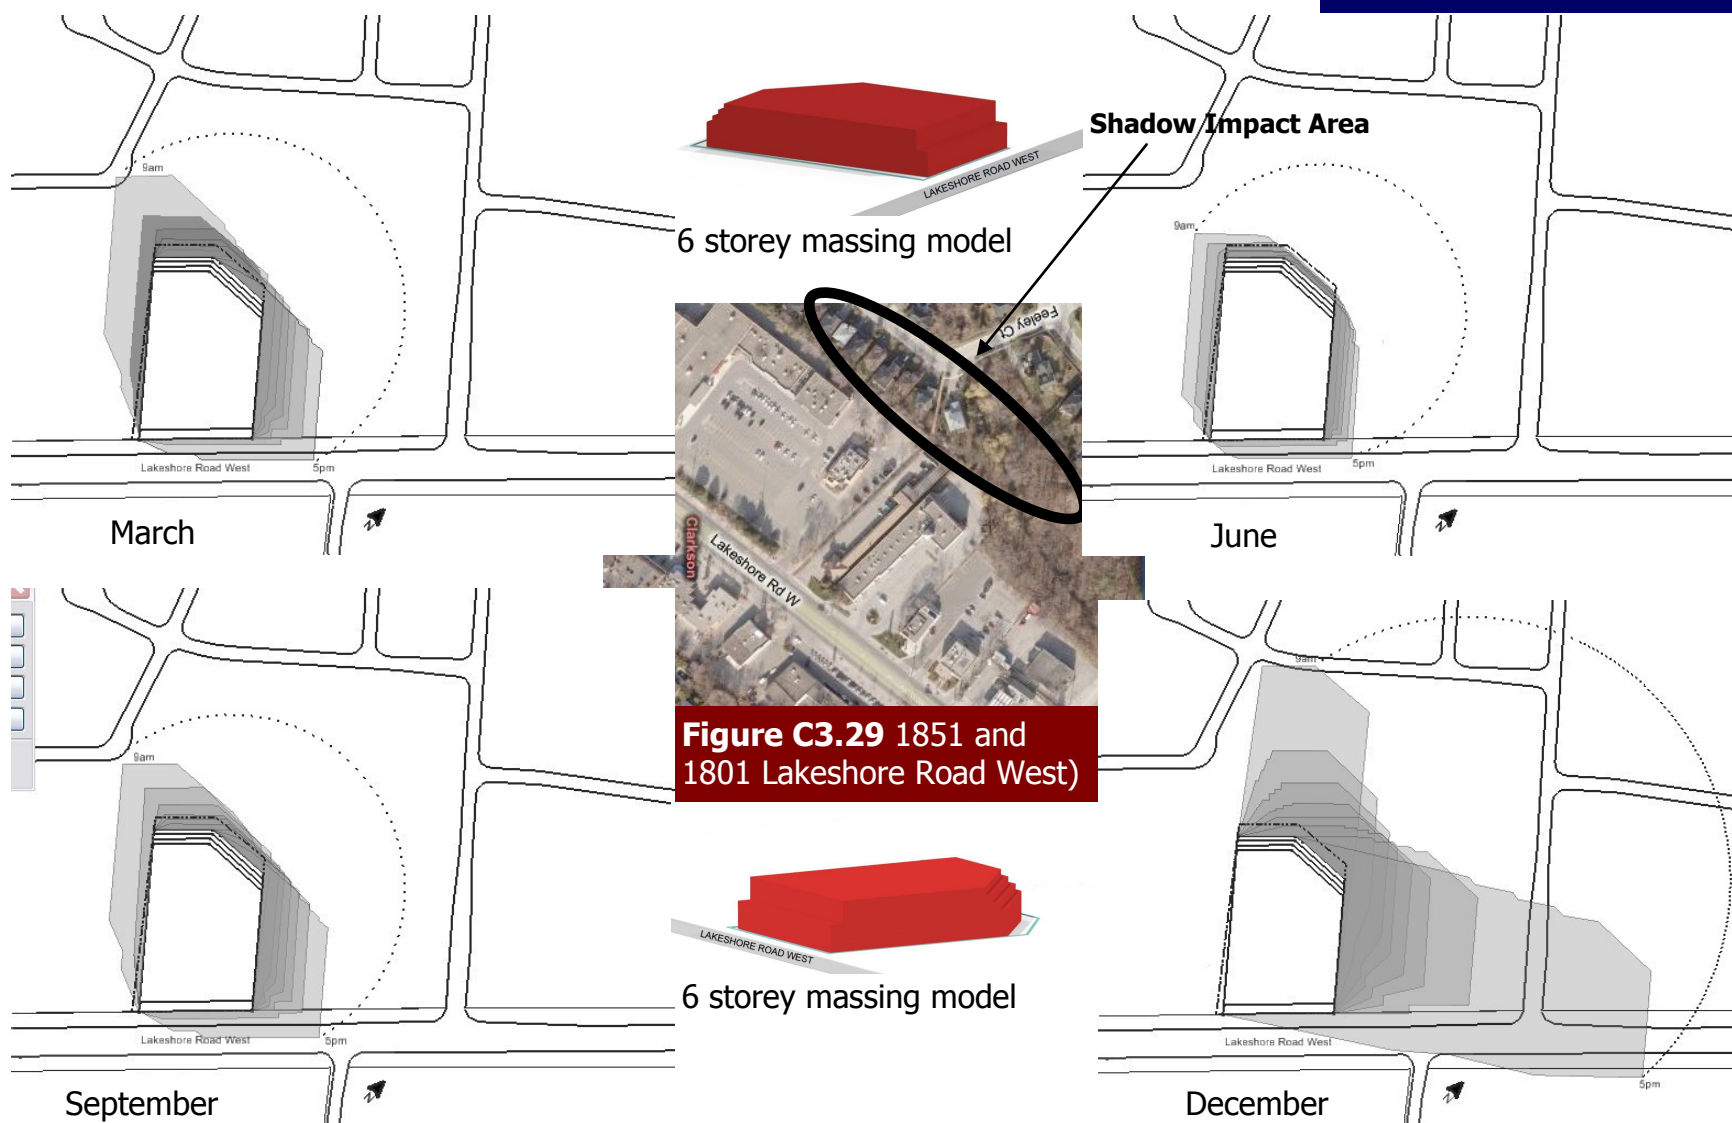 9am
Lakeshore Road West
5pm
N
March
LAKESHORE ROAD WEST
6 storey massing model
Shadow Impact Area
9am
Lakeshore Road West
5pm
N
June
Feeley Ct
Clarkson
Lakeshore Rd W
Figure C3.29 1851 and
1801 Lakeshore Road West)
9am
Lakeshore Road West
5pm
N
September
LAKESHORE ROAD WEST
6 storey massing model
9am
Lakeshore Road West
5pm
N
December